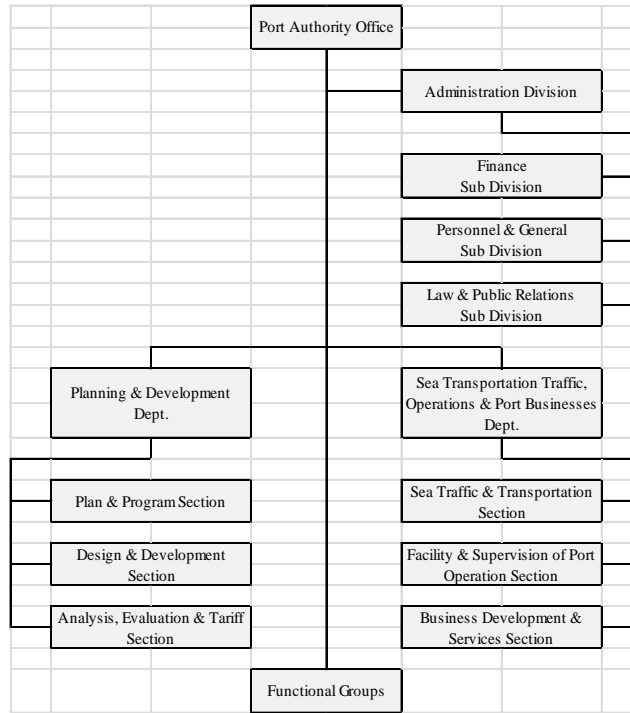 Port Authority Office
Administration Division
Finance
Sub Division
Personnel & General
Sub Division
Law & Public Relations
Sub Division
Planning & Development
Dept.
Sea Transportation Traffic,
Operations & Port Businesses
Dept.
Plan & Program Section
Sea Traffic & Transportation
Section
Design & Development
Section
Facility & Supervision of Port
Operation Section
Analysis, Evaluation & Tariff
Section
Business Development &
Services Section
Functional Groups